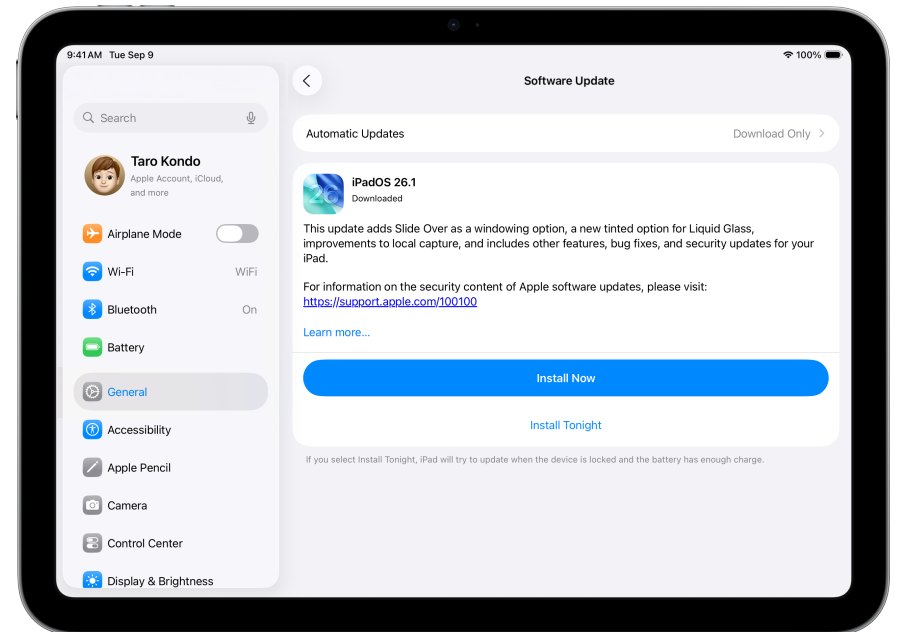 9:41 AM Tue Sep 9
100%
Search
Taro Kondo
Apple Account, iCloud,
and more
Airplane Mode
Wi-Fi
WiFi
Bluetooth
On
Battery
General
Accessibility
Apple Pencil
Camera
Control Center
Display & Brightness
Software Update
Automatic Updates
Download Only
26
iPadOS 26.1
Downloaded
This update adds Slide Over as a windowing option, a new tinted option for Liquid Glass,
improvements to local capture, and includes other features, bug fixes, and security updates for your
iPad.
For information on the security content of Apple software updates, please visit:
https://support.apple.com/100100
Learn more...
Install Now
Install Tonight
If you select Install Tonight, iPad will try to update when the device is locked and the battery has enough charge.